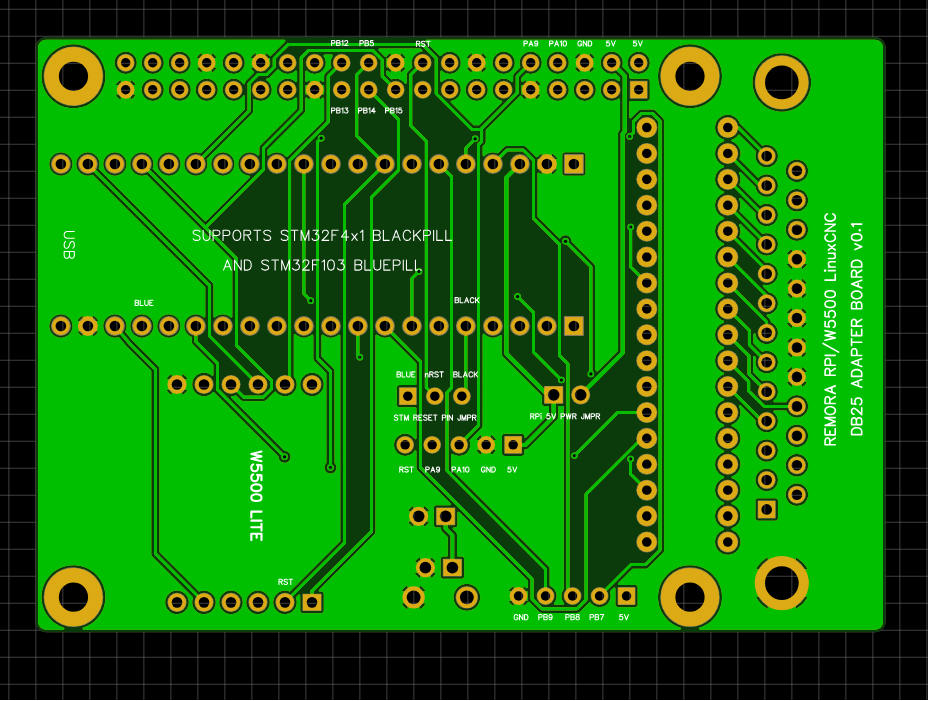 PB12 PB5 RST PA9 PA10 GND 5V 5V
PB13 PB14 PB15
USB
SUPPORTS STM32F4x1 BLACKPILL
AND STM32F103 BLUEPILL
BLUE BLACK
BLUE nRST BLACK
STM RESET PIN JMPR RPi 5V PWR JMPR
RST PA9 PA10 GND 5V
W5500 LITE
RST
GND PB9 PB8 PB7 5V
REMORA RPI/W5500 LinuxCNC
DB25 ADAPTER BOARD v0.1